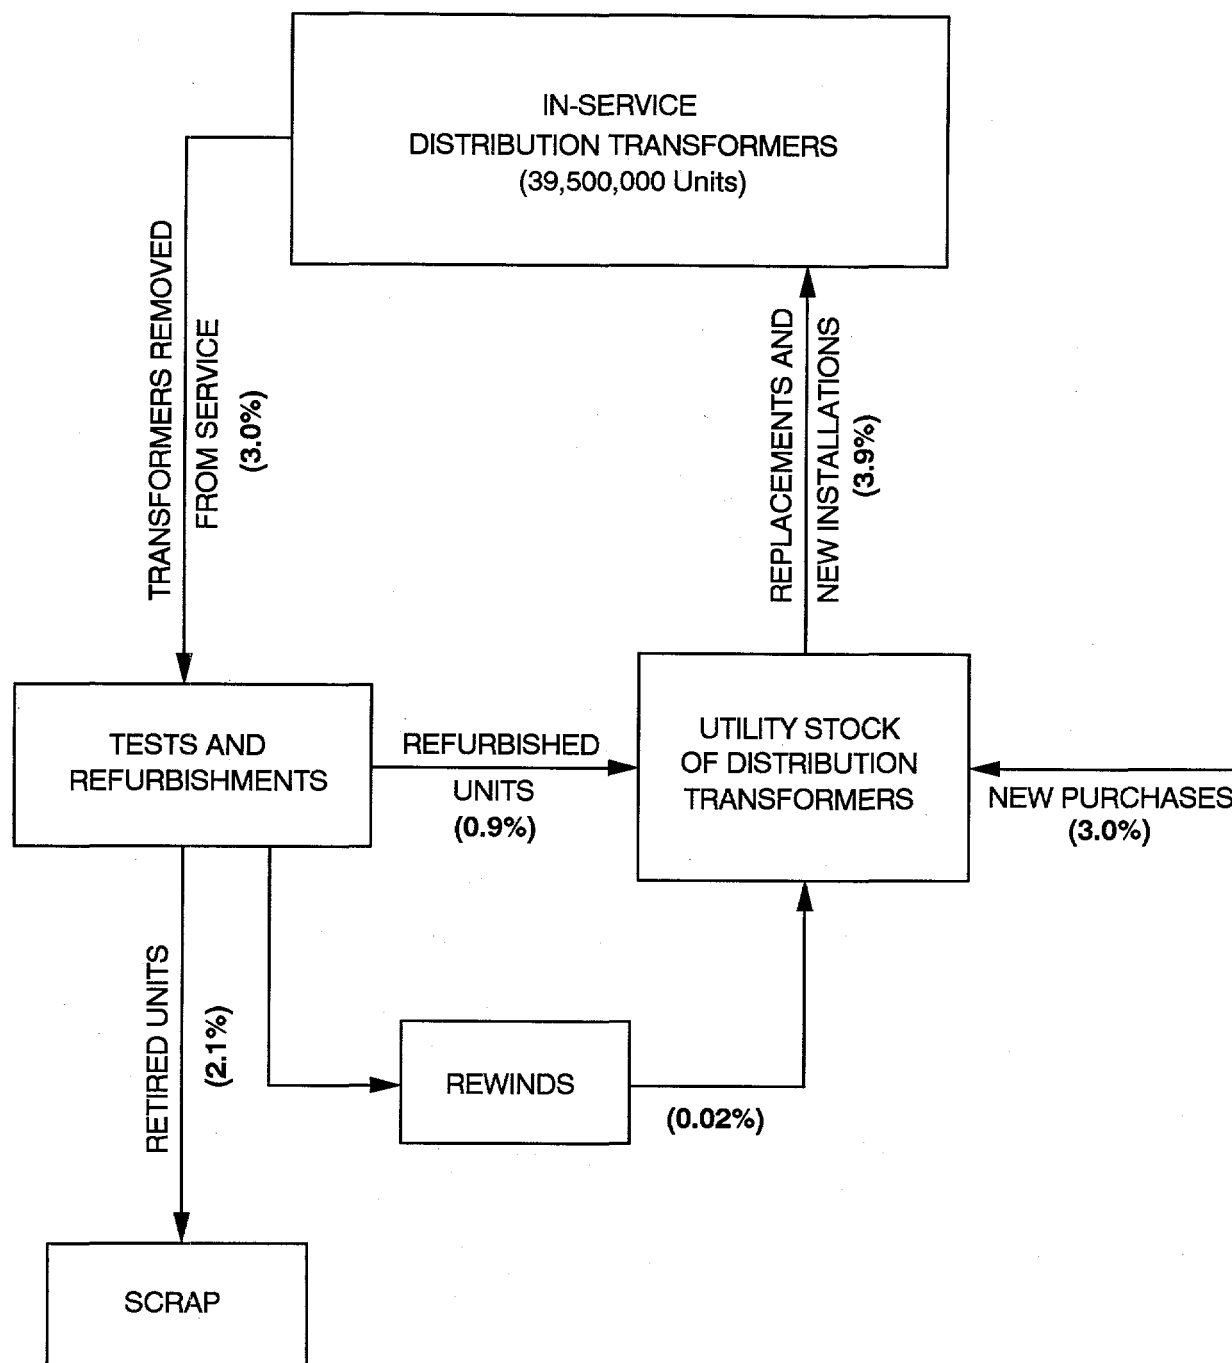 IN-SERVICE
DISTRIBUTION TRANSFORMERS
(39,500,000 Units)
TRANSFORMERS REMOVED
FROM SERVICE
(3.0%)
REPLACEMENTS AND
NEW INSTALLATIONS
(3.9%)
TESTS AND
REFURBISHMENTS
REFURBISHED
UNITS
(0.9%)
UTILITY STOCK
OF DISTRIBUTION
TRANSFORMERS
NEW PURCHASES
(3.0%)
RETIRED UNITS
(2.1%)
REWINDS
(0.02%)
SCRAP